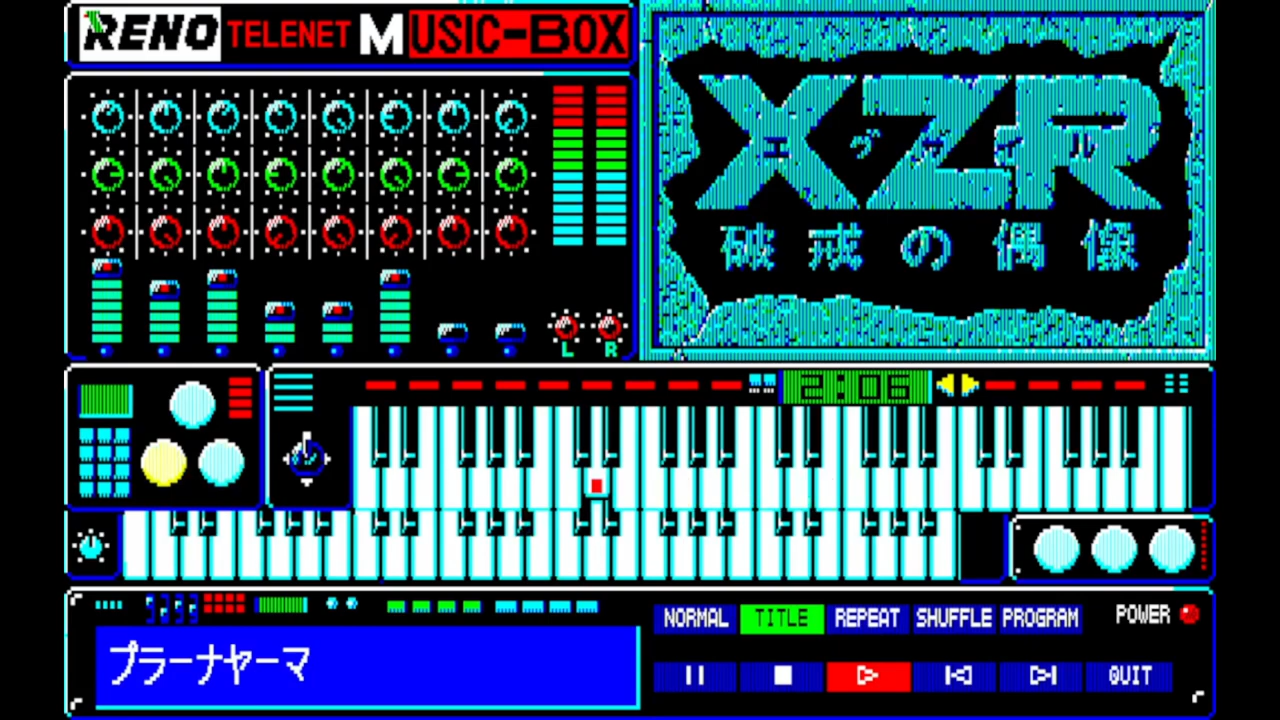 RENO TELENET MUSIC-BOX
XZR
エグザイル
破戒の偶像
L R
2:06
NORMAL TITLE REPEAT SHUFFLE PROGRAM POWER
プラーナヤーマ
QUIT